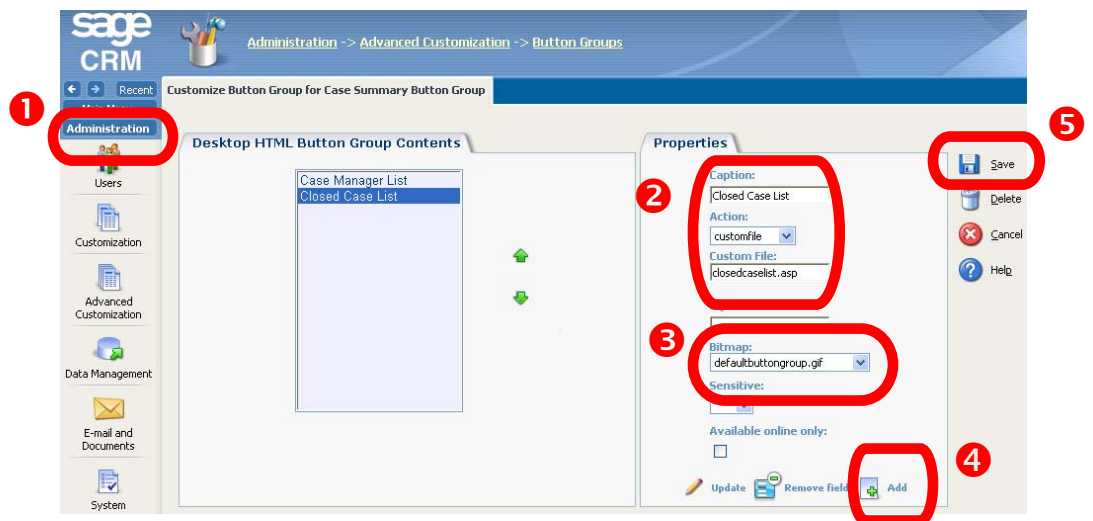 sage
CRM
Administration -> Advanced Customization -> Button Groups
Recent
Customize Button Group for Case Summary Button Group
1
Administration
Users
Customization
Advanced
Customization
Data Management
E-mail and
Documents
System
Desktop HTML Button Group Contents
Case Manager List
Closed Case List
Properties
2
Caption:
Closed Case List
Action:
customfile
Custom File:
closedcaselist.asp
3
Bitmap:
defaultbuttongroup.gif
Sensitive:
Available online only:
Update
Remove field
Add
4
5
Save
Delete
Cancel
Help